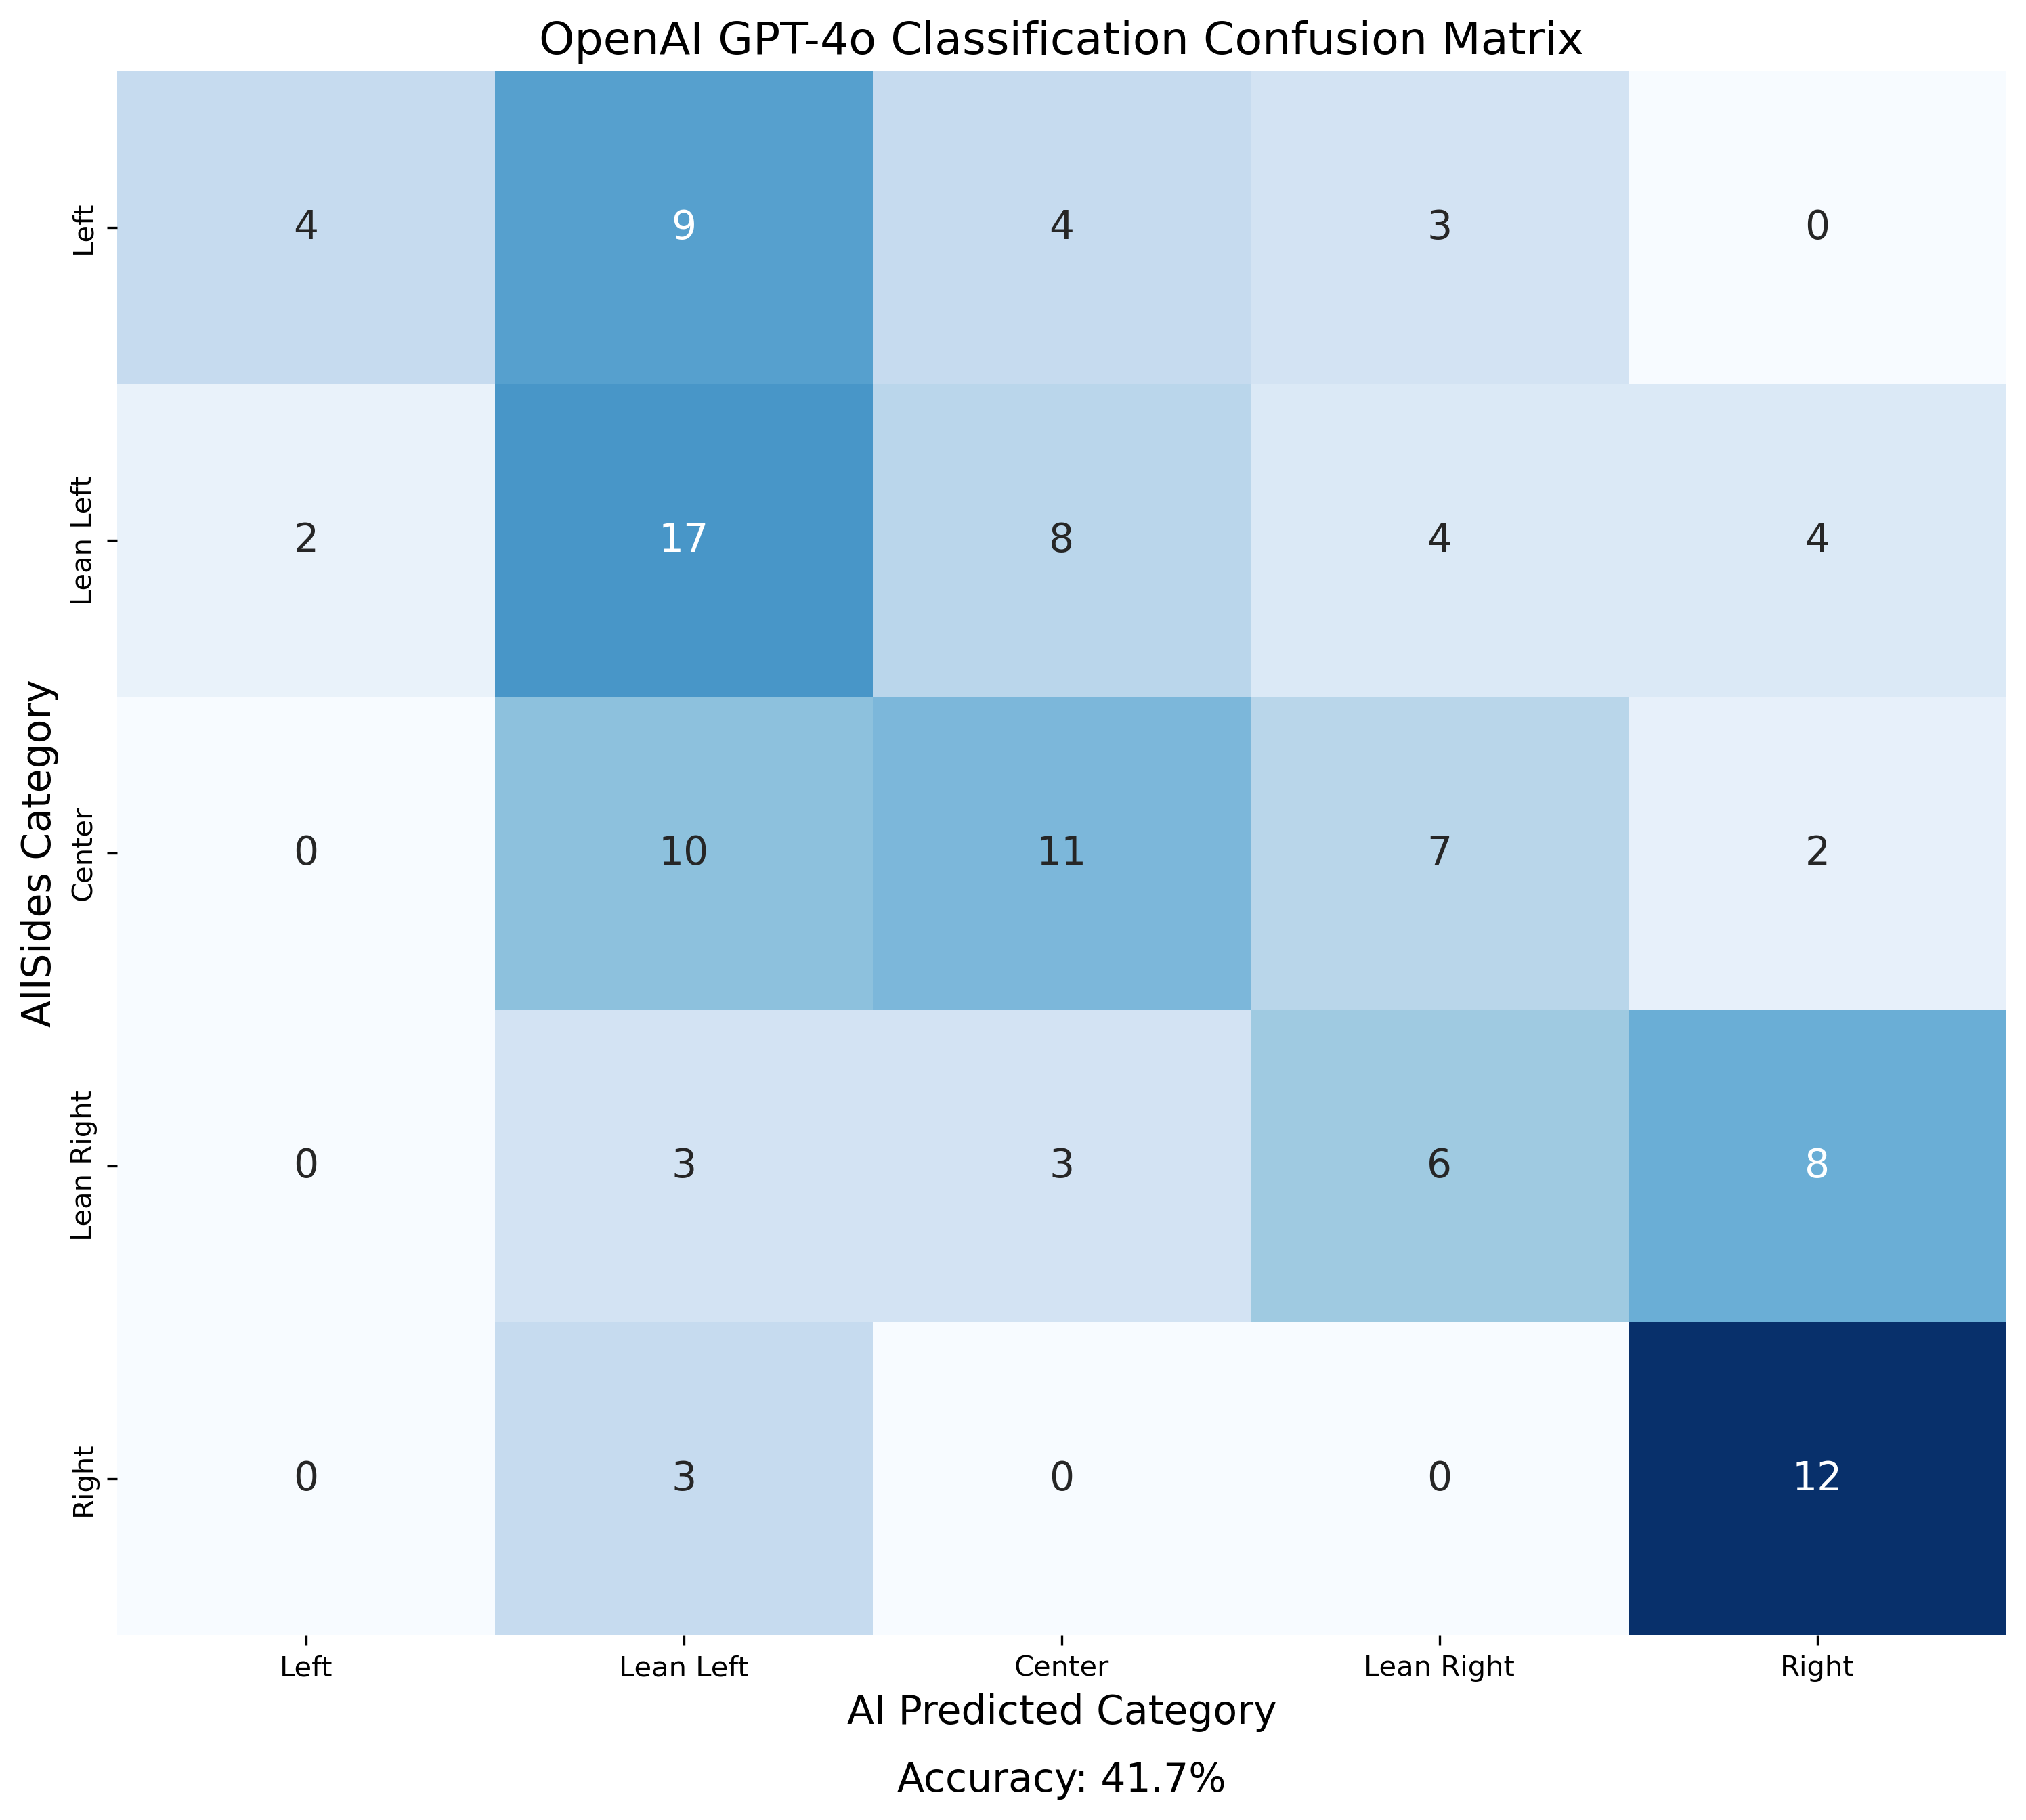 OpenAI GPT-4o Classification Confusion Matrix
AllSides Category
Left
4 9 4 3 0
Lean Left
2 17 8 4 4
Center
0 10 11 7 2
Lean Right
0 3 3 6 8
Right
0 3 0 0 12
Left Lean Left Center Lean Right Right
AI Predicted Category
Accuracy: 41.7%